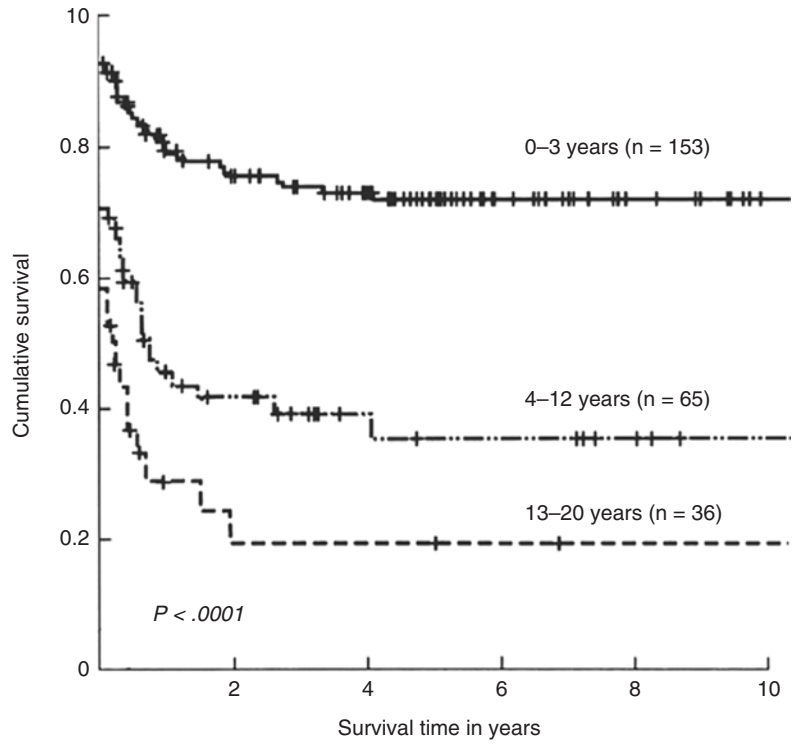 10
0.8
0.6
0.4
0.2
0
Cumulative survival
0–3 years (n = 153)
4–12 years (n = 65)
13–20 years (n = 36)
P < .0001
2
4
6
8
10
Survival time in years